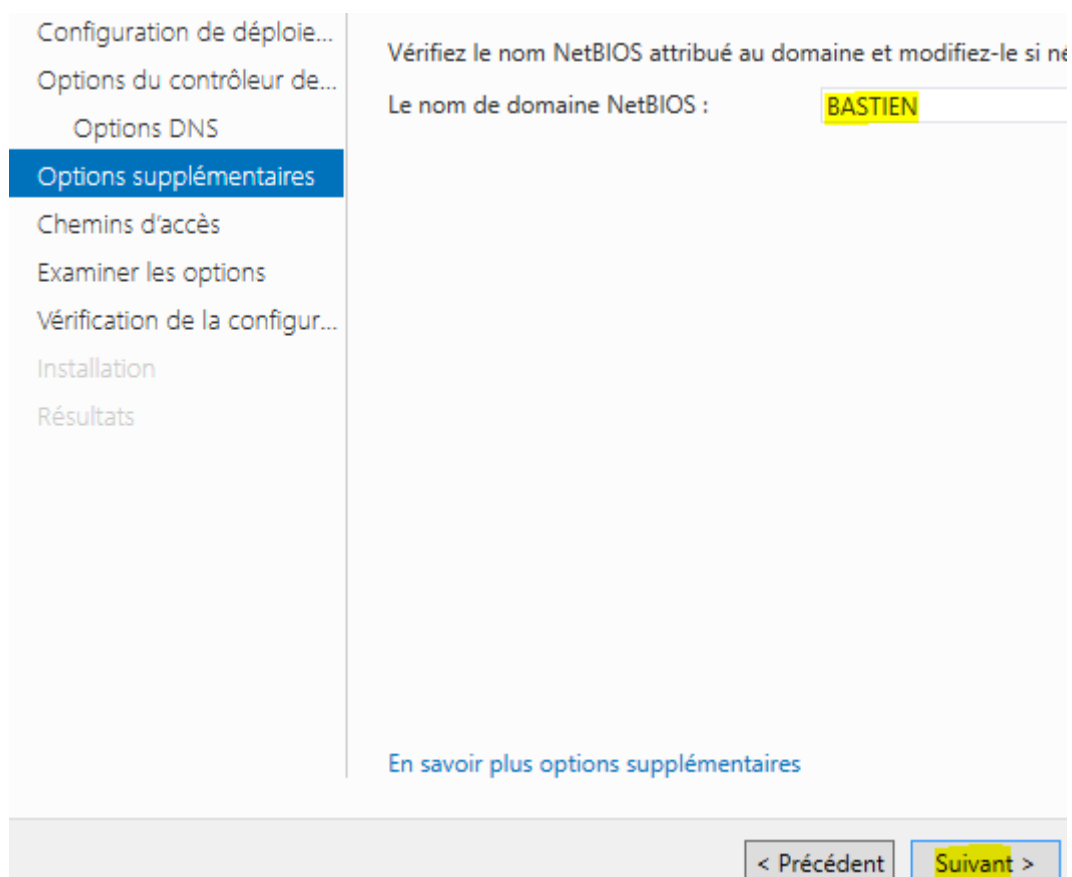 Configuration de déploie...
Options du contrôleur de...
Options DNS
Options supplémentaires
Chemins d'accès
Examiner les options
Vérification de la configur...
Installation
Résultats
Vérifiez le nom NetBIOS attribué au domaine et modifiez-le si né
Le nom de domaine NetBIOS : BASTIEN
En savoir plus options supplémentaires
< Précédent Suivant >